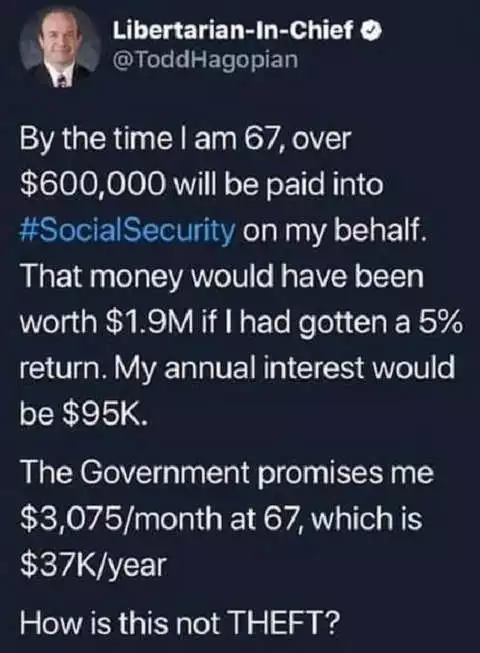 Libertarian-In-Chief
@ToddHagopian
By the time I am 67, over
$600,000 will be paid into
#SocialSecurity on my behalf.
That money would have been
worth $1.9M if I had gotten a 5%
return. My annual interest would
be $95K.
The Government promises me
$3,075/month at 67, which is
$37K/year
How is this not THEFT?